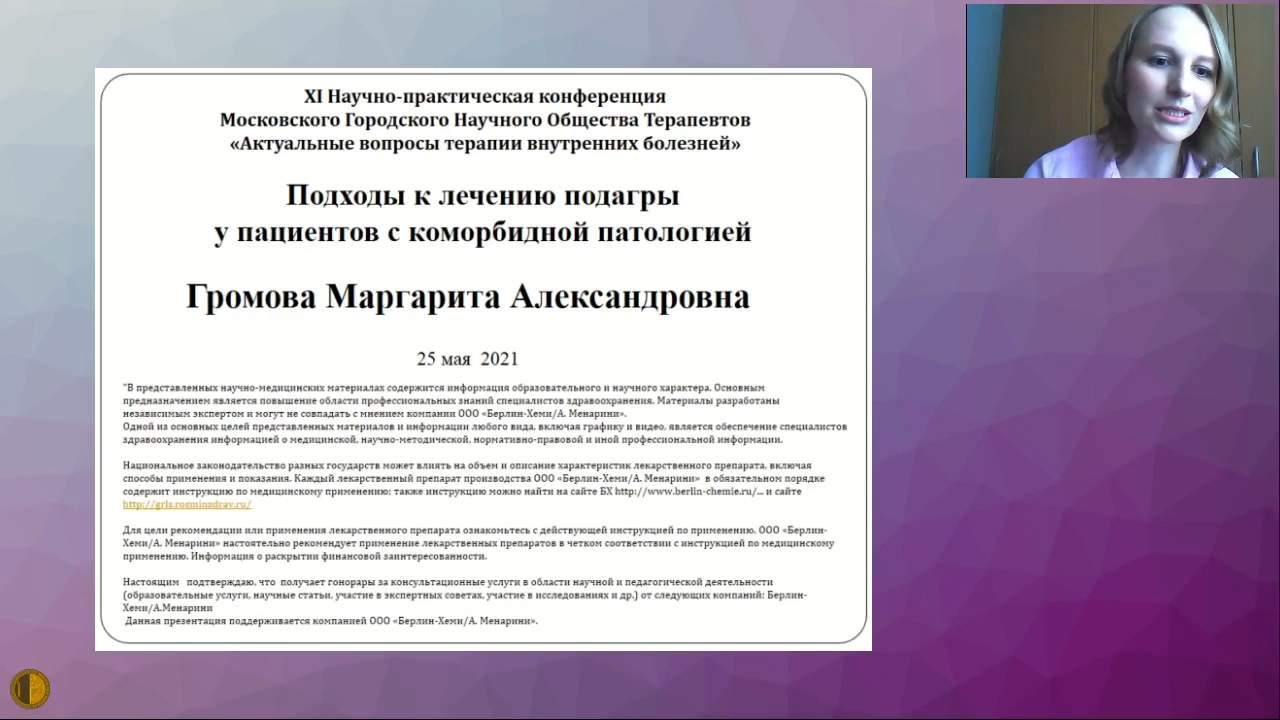 XI Научно-практическая конференция
Московского Городского Научного Общества Терапевтов
«Актуальные вопросы терапии внутренних болезней»
Подходы к лечению подагры
у пациентов с коморбидной патологией
Громова Маргарита Александровна
25 мая 2021
"В представленных научно-медицинских материалах содержится информация образовательного и научного характера. Основным
предназначением является повышение области профессиональных знаний специалистов здравоохранения. Материалы разработаны
независимым экспертом и могут не совпадать с мнением компании ООО «Берлин-Хеми/А. Менарини».
Одной из основных целей представленных материалов и информации любого вида, включая графику и видео, является обеспечение специалистов
здравоохранения информацией о медицинской, научно-методической, нормативно-правовой и иной профессиональной информации.
Национальное законодательство разных государств может влиять на объем и описание характеристик лекарственного препарата, включая
способы применения и показания. Каждый лекарственный препарат производства ООО «Берлин-Хеми/А. Менарини» в обязательном порядке
содержит инструкцию по медицинскому применению; также инструкцию можно найти на сайте БХ http://www.berlin-chemie.ru/... и сайте
http://grls.rosminzdrav.ru/
Для цели рекомендации или применения лекарственного препарата ознакомьтесь с действующей инструкцией по применению. ООО «Берлин-
Хеми/А. Менарини» настоятельно рекомендует применение лекарственных препаратов в четком соответствии с инструкцией по медицинскому
применению. Информация о раскрытии финансовой заинтересованности.
Настоящим подтверждаю, что получает гонорары за консультационные услуги в области научной и педагогической деятельности
(образовательные услуги, научные статьи, участие в экспертных советах, участие в исследованиях и др.) от следующих компаний: Берлин-
Хеми/А.Менарини
Данная презентация поддерживается компанией ООО «Берлин-Хеми/А. Менарини».